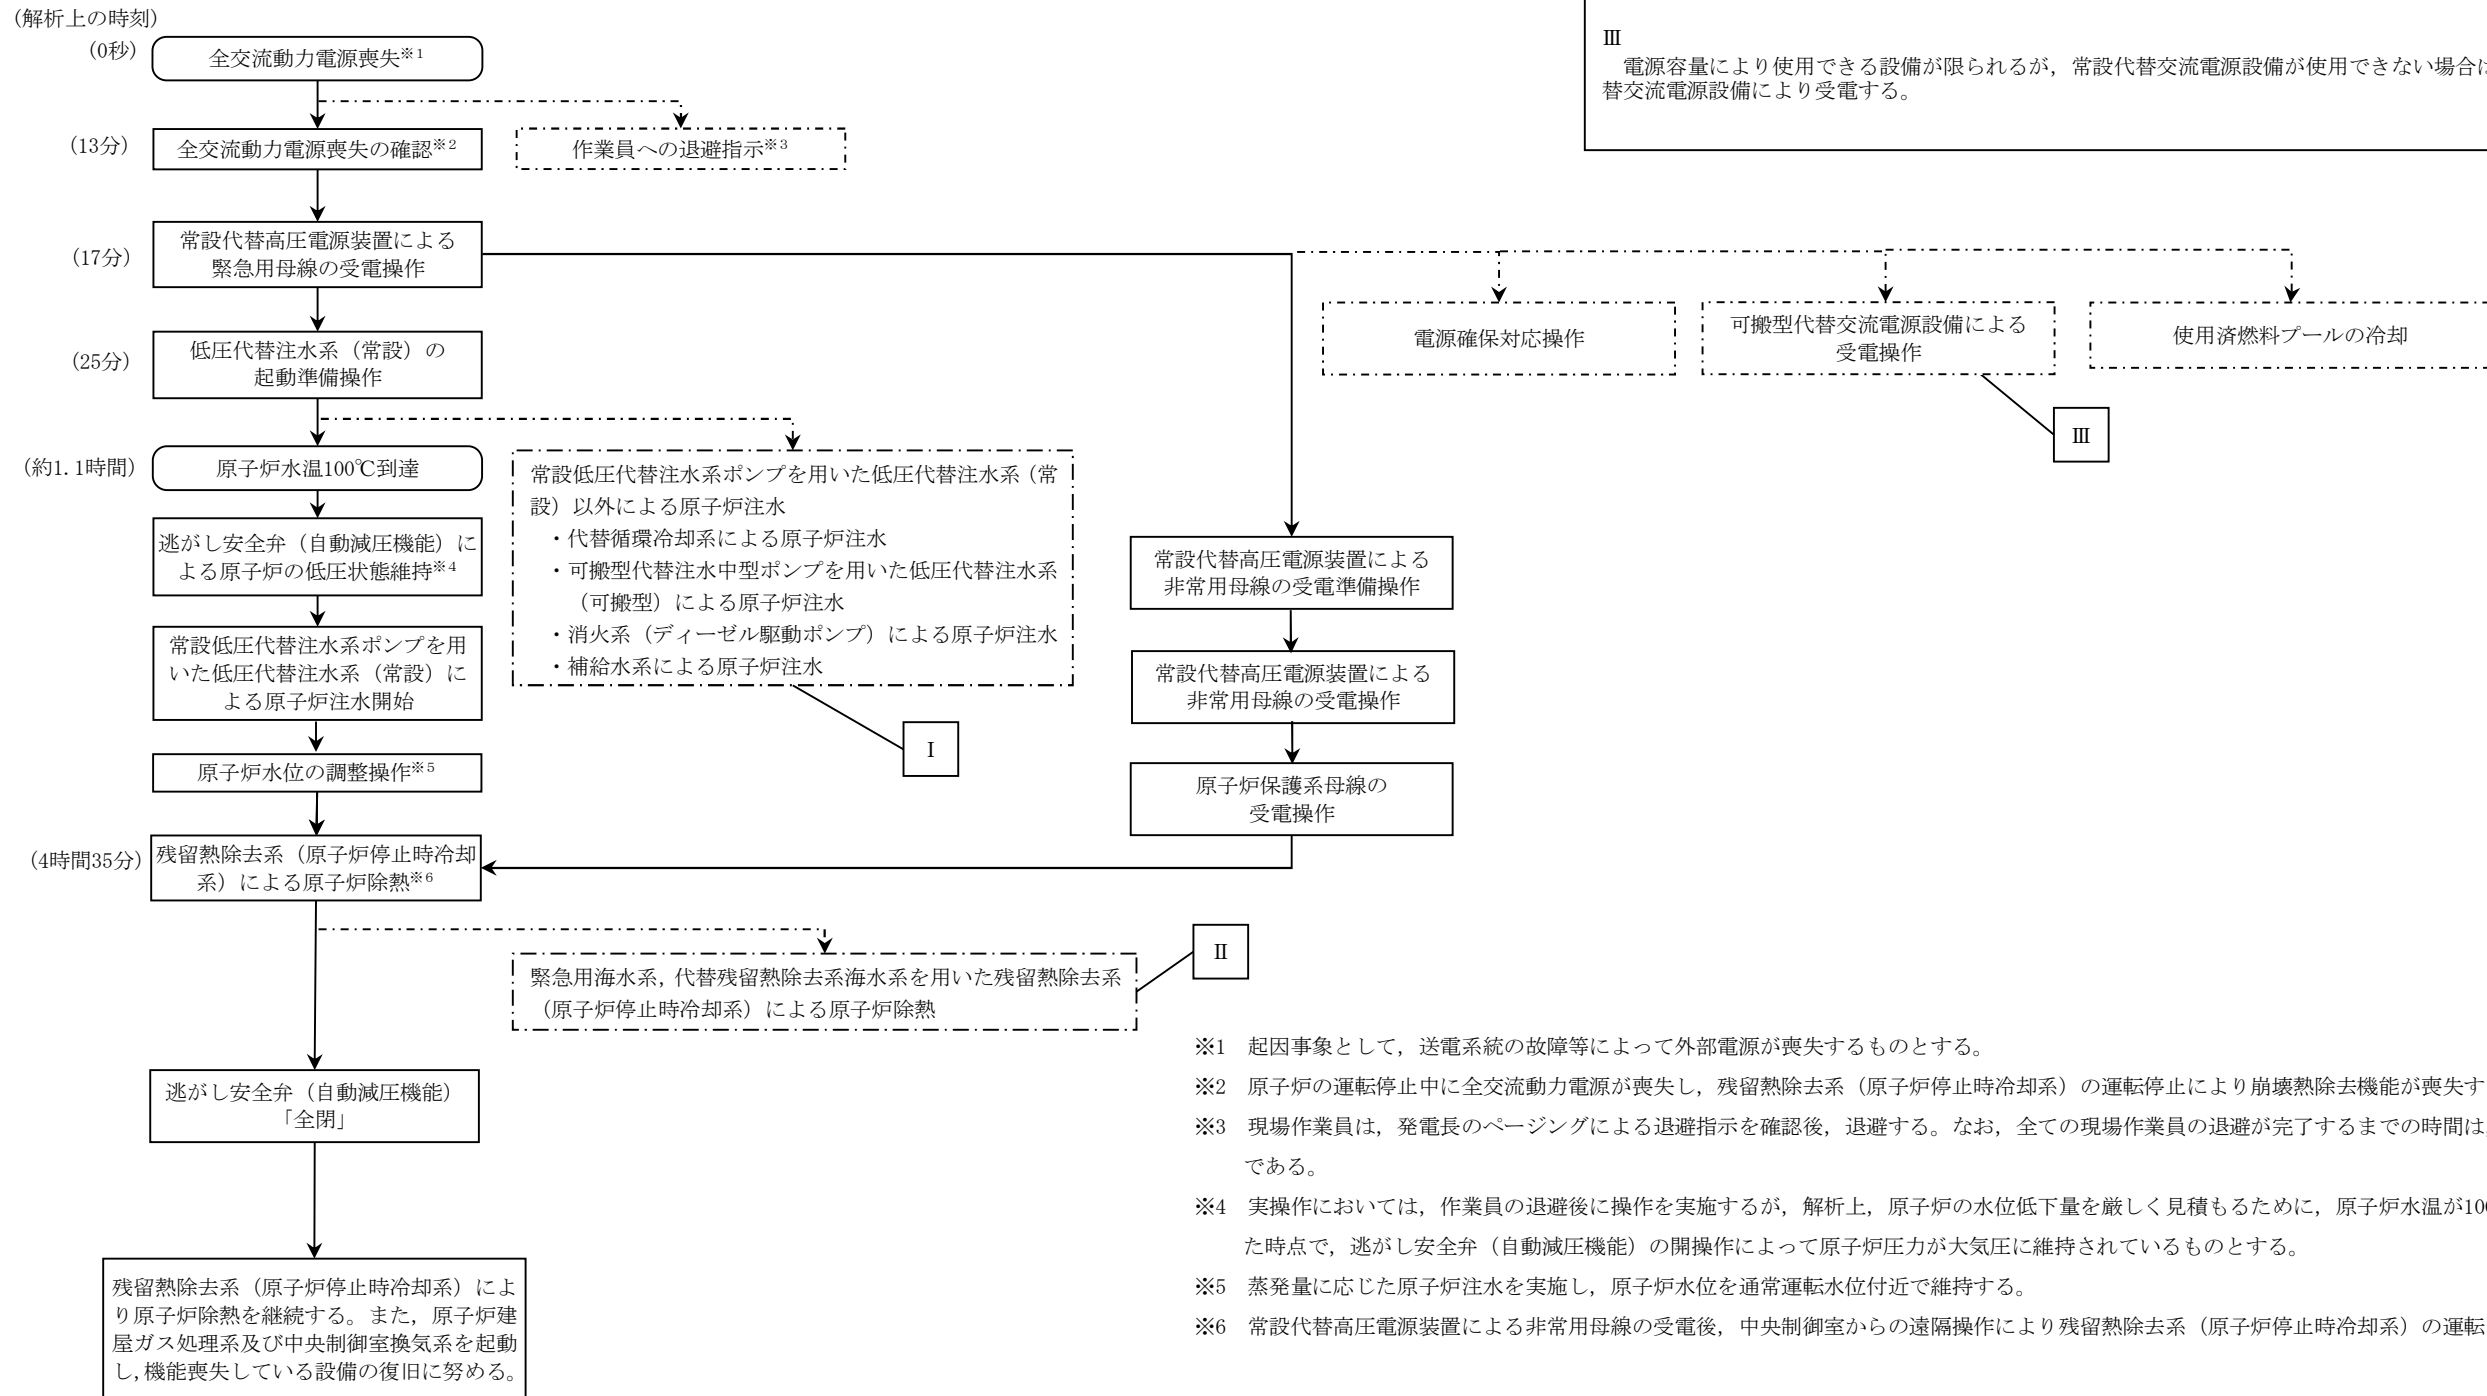 (解析上の時刻)
(0秒)
全交流動力電源喪失※1
(13分)
全交流動力電源喪失の確認※2
作業員への退避指示※3
(17分)
常設代替高圧電源装置による
緊急用母線の受電操作
(25分)
低圧代替注水系（常設）の
起動準備操作
(約1.1時間)
原子炉水温100℃到達
逃がし安全弁（自動減圧機能）に
よる原子炉の低圧状態維持※4
常設低圧代替注水系ポンプを用
いた低圧代替注水系（常設）に
よる原子炉注水開始
原子炉水位の調整操作※5
(4時間35分)
残留熱除去系（原子炉停止時冷却
系）による原子炉除熱※6
逃がし安全弁（自動減圧機能）
「全閉」
残留熱除去系（原子炉停止時冷却系）によ
り原子炉除熱を継続する。また，原子炉建
屋ガス処理系及び中央制御室換気系を起動
し，機能喪失している設備の復旧に努める。
常設低圧代替注水系ポンプを用いた低圧代替注水系（常
設）以外による原子炉注水
・代替循環冷却系による原子炉注水
・可搬型代替注水中型ポンプを用いた低圧代替注水系
（可搬型）による原子炉注水
・消火系（ディーゼル駆動ポンプ）による原子炉注水
・補給水系による原子炉注水
Ⅰ
緊急用海水系，代替残留熱除去系海水系を用いた残留熱除去系
（原子炉停止時冷却系）による原子炉除熱
Ⅱ
常設代替高圧電源装置による
非常用母線の受電準備操作
常設代替高圧電源装置による
非常用母線の受電操作
原子炉保護系母線の
受電操作
電源確保対応操作
可搬型代替交流電源設備による
受電操作
使用済燃料プールの冷却
Ⅲ
Ⅲ
電源容量により使用できる設備が限られるが，常設代替交流電源設備が使用できない場合は
替交流電源設備により受電する。
※1　起因事象として，送電系統の故障等によって外部電源が喪失するものとする。
※2　原子炉の運転停止中に全交流動力電源が喪失し，残留熱除去系（原子炉停止時冷却系）の運転停止により崩壊熱除去機能が喪失す
※3　現場作業員は，発電長のページングによる退避指示を確認後，退避する。なお，全ての現場作業員の退避が完了するまでの時間は
である。
※4　実操作においては，作業員の退避後に操作を実施するが，解析上，原子炉の水位低下量を厳しく見積もるために，原子炉水温が10
た時点で，逃がし安全弁（自動減圧機能）の開操作によって原子炉圧力が大気圧に維持されているものとする。
※5　蒸発量に応じた原子炉注水を実施し，原子炉水位を通常運転水位付近で維持する。
※6　常設代替高圧電源装置による非常用母線の受電後，中央制御室からの遠隔操作により残留熱除去系（原子炉停止時冷却系）の運転